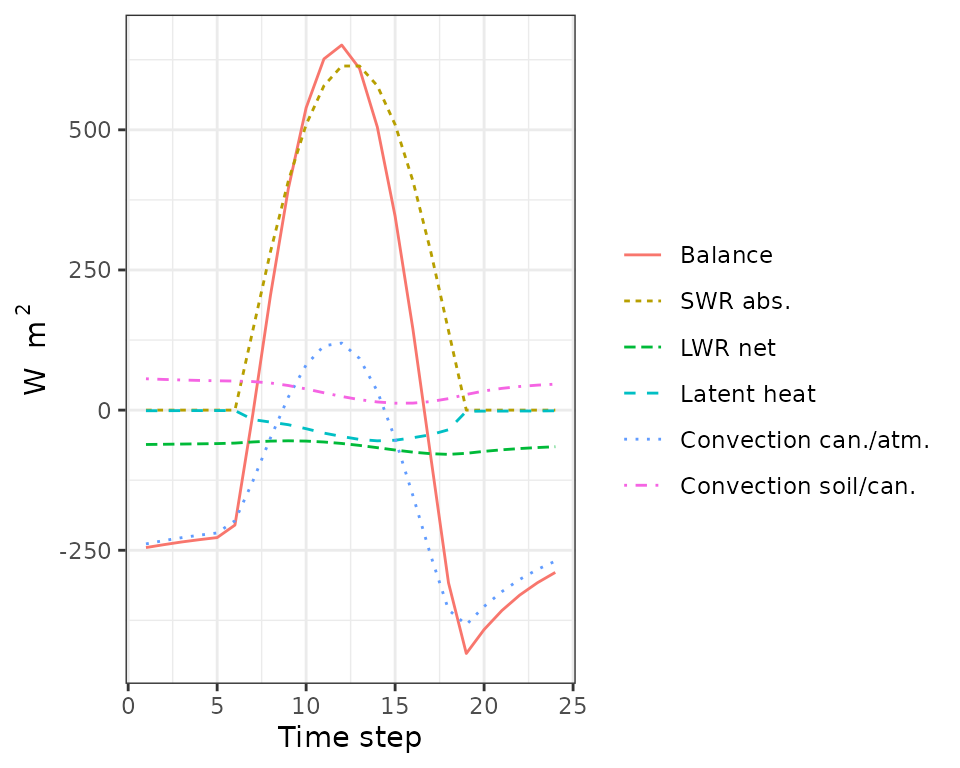 W m²
500
250
0
-250
0 5 10 15 20 25
Time step
Balance
SWR abs.
LWR net
Latent heat
Convection can./atm.
Convection soil/can.